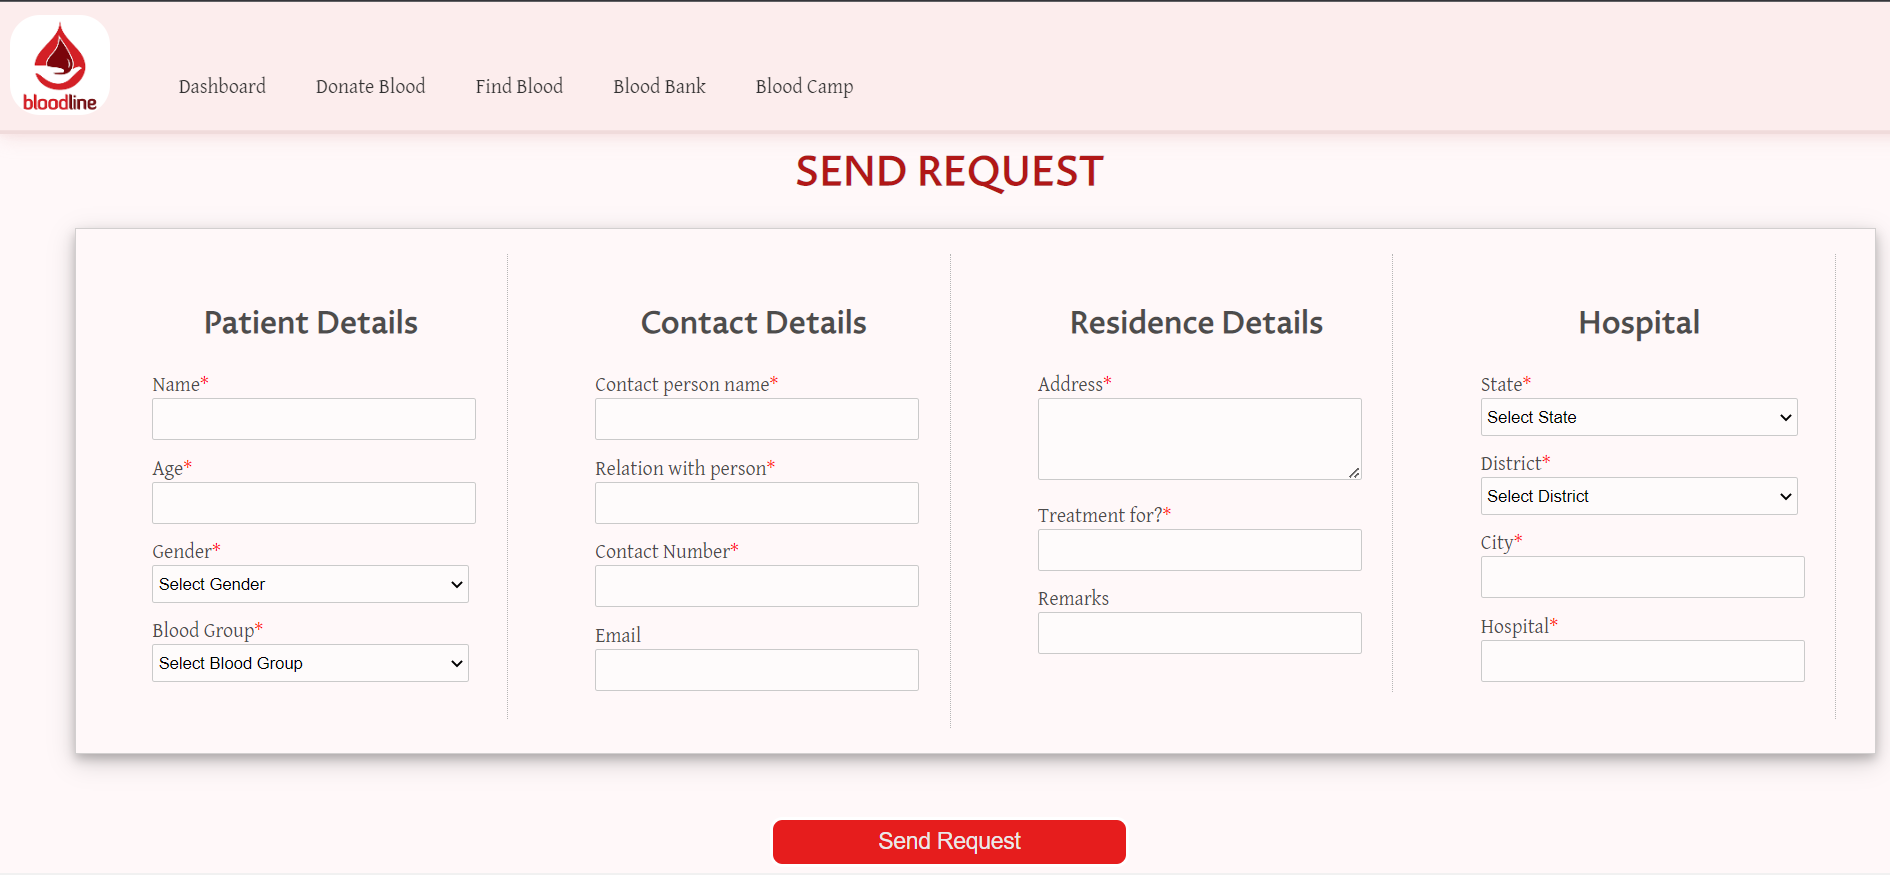 bloodline
Dashboard
Donate Blood
Find Blood
Blood Bank
Blood Camp
SEND REQUEST
Patient Details
Name*
Age*
Gender*
Select Gender
Blood Group*
Select Blood Group
Contact Details
Contact person name*
Relation with person*
Contact Number*
Email
Residence Details
Address*
Treatment for?*
Remarks
Hospital
State*
Select State
District*
Select District
City*
Hospital*
Send Request